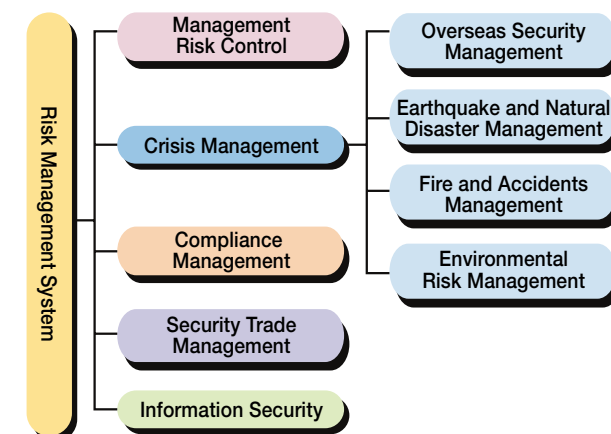 Risk Management System
Management
Risk Control
Crisis Management
Compliance
Management
Security Trade
Management
Information Security
Overseas Security
Management
Earthquake and Natural
Disaster Management
Fire and Accidents
Management
Environmental
Risk Management